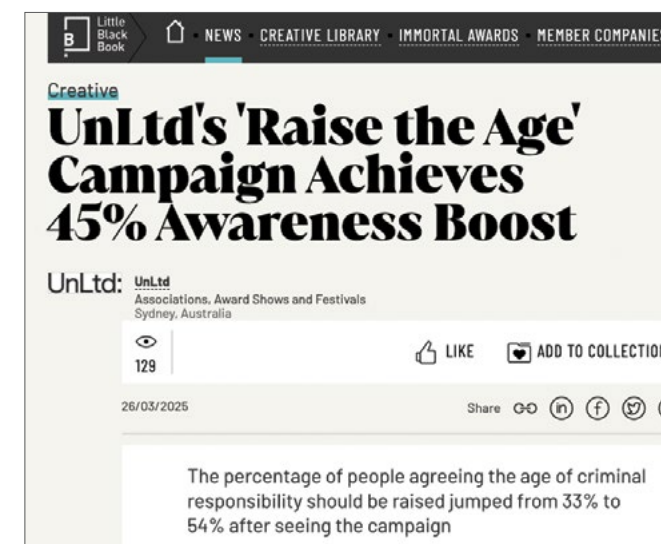 Little
Black
Book
B
NEWS CREATIVE LIBRARY IMMORTAL AWARDS MEMBER COMPANIES
Creative
UnLtd's 'Raise the Age'
Campaign Achieves
45% Awareness Boost
UnLtd: UnLtd
Associations, Award Shows and Festivals
Sydney, Australia
129
LIKE ADD TO COLLECTION
26/03/2025
Share
The percentage of people agreeing the age of criminal
responsibility should be raised jumped from 33% to
54% after seeing the campaign